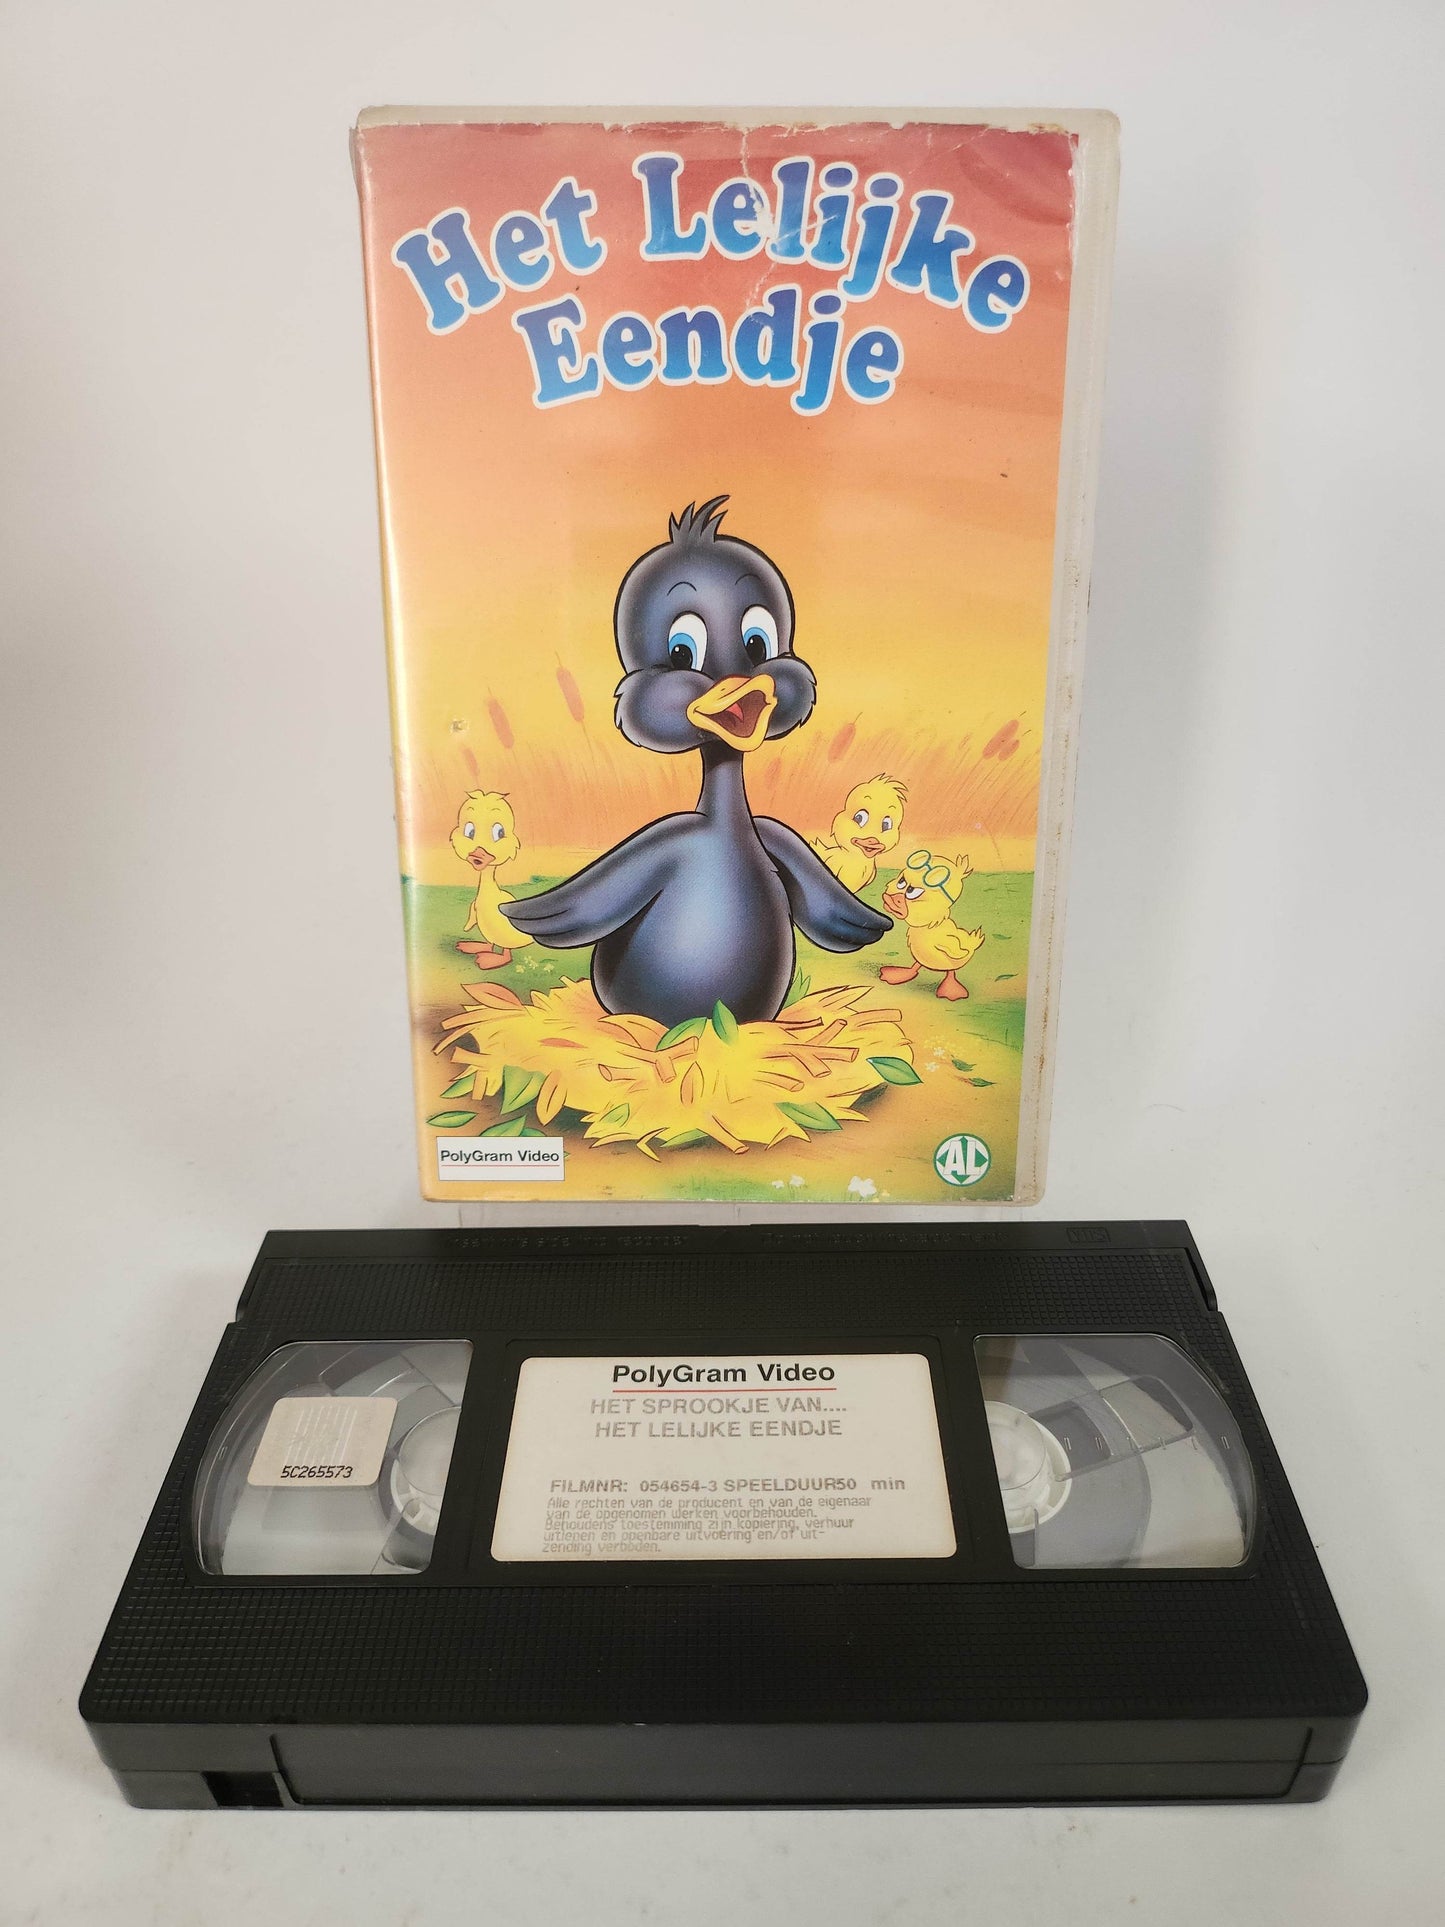 Het Lelijke
Eendje
PolyGram Video
AL
VHS
PolyGram Video
HET SPROOKJE VAN....
HET LELIJKE EENDJE
5C265573
FILMNR: 054654-3 SPEELDUUR50 min
Alle rechten van de producent en van de eigenaar
van de opgenomen werken voorbehouden.
Behoudens toestemming zijn kopiering, verhuur
uitlenen en openbare uitvoering en/of uit-
zending verboden.